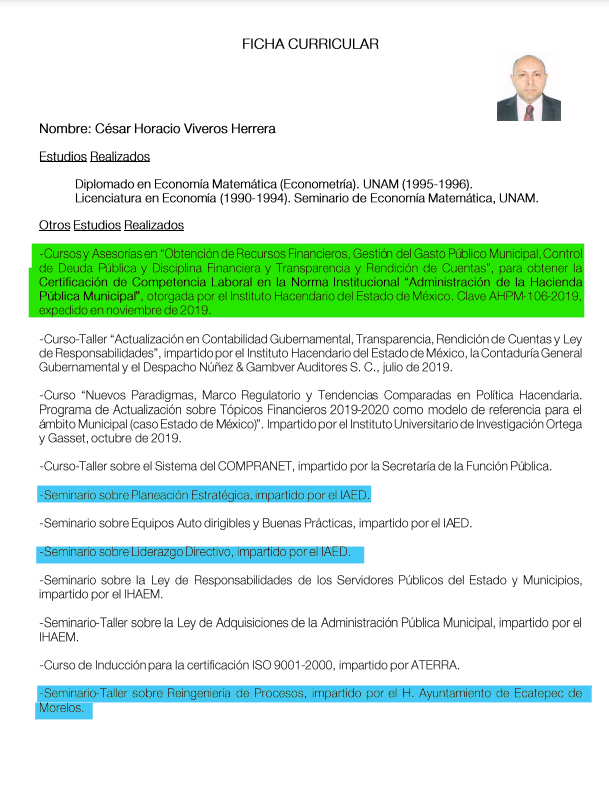 FICHA CURRICULAR
Nombre: César Horacio Viveros Herrera
Estudios Realizados
Diplomado en Economía Matemática (Econometría). UNAM (1995-1996).
Licenciatura en Economía (1990-1994). Seminario de Economía Matemática, UNAM.
Otros Estudios Realizados
-Cursos y Asesorías en “Obtención de Recursos Financieros, Gestión del Gasto Público Municipal, Control
de Deuda Pública y Disciplina Financiera y Transparencia y Rendición de Cuentas”, para obtener la
Certificación de Competencia Laboral en la Norma Institucional “Administración de la Hacienda
Pública Municipal”, otorgada por el Instituto Hacendario del Estado de México. Clave AHPM-106-2019,
expedido en noviembre de 2019.
-Curso-Taller “Actualización en Contabilidad Gubernamental, Transparencia, Rendición de Cuentas y Ley
de Responsabilidades”, impartido por el Instituto Hacendario del Estado de México, la Contaduría General
Gubernamental y el Despacho Núñez & Gambver Auditores S. C., julio de 2019.
-Curso “Nuevos Paradigmas, Marco Regulatorio y Tendencias Comparadas en Política Hacendaria.
Programa de Actualización sobre Tópicos Financieros 2019-2020 como modelo de referencia para el
ámbito Municipal (caso Estado de México)”. Impartido por el Instituto Universitario de Investigación Ortega
y Gasset, octubre de 2019.
-Curso-Taller sobre el Sistema del COMPRANET, impartido por la Secretaría de la Función Pública.
-Seminario sobre Planeación Estratégica, impartido por el IAED.
-Seminario sobre Equipos Auto dirigibles y Buenas Prácticas, impartido por el IAED.
-Seminario sobre Liderazgo Directivo, impartido por el IAED.
-Seminario sobre la Ley de Responsabilidades de los Servidores Públicos del Estado y Municipios,
impartido por el IHAEM.
-Seminario-Taller sobre la Ley de Adquisiciones de la Administración Pública Municipal, impartido por el
IHAEM.
-Curso de Inducción para la certificación ISO 9001-2000, impartido por ATERRA.
-Seminario-Taller sobre Reingeniería de Procesos, impartido por el H. Ayuntamiento de Ecatepec de
Morelos.